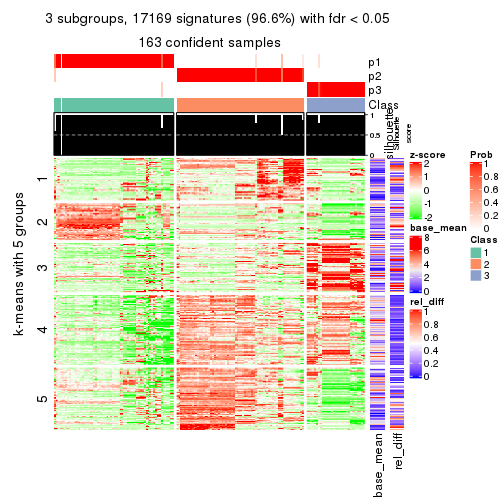 3 subgroups, 17169 signatures (96.6%) with fdr < 0.05
163 confident samples
p1
p2
p3
Class
1
0.5
0
silhouette
Silhouette
score
k-means with 5 groups
1
2
3
4
5
base_mean
rel_diff
z-score
2
1
0
-1
-2
base_mean
8
6
4
2
0
rel_diff
1
0.8
0.6
0.4
0.2
0
Prob
1
0.8
0.6
0.4
0.2
0
Class
1
2
3